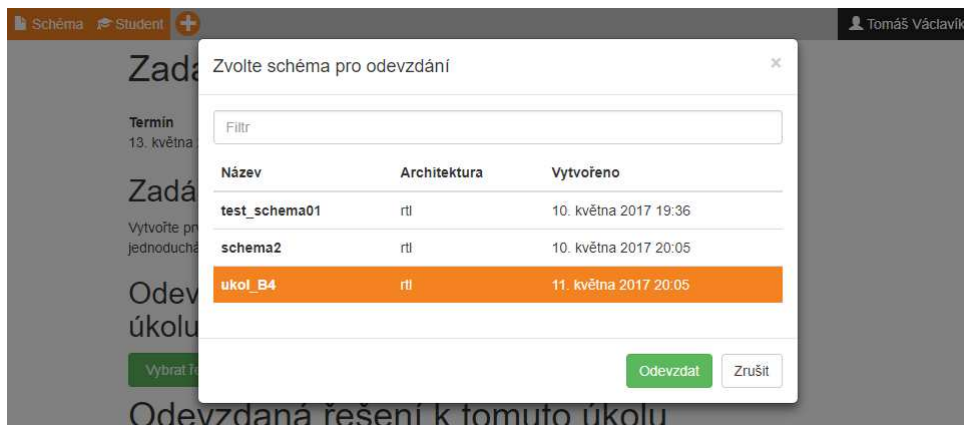 Schéma Student Tomáš Václavík
Zadá
Termín
13. května
Zadá
Vytvořte
jednoduchá
Odev
úkolu
Vybrat
Odevzdaná řešení k tomuto úkolu
Zvolte schéma pro odevzdání ×
Filtr
Název Architektura Vytvořeno
test_schema01 rtl 10. května 2017 19:36
schema2 rtl 10. května 2017 20:05
ukol_B4 rtl 11. května 2017 20:05
Odevzdat Zrušit